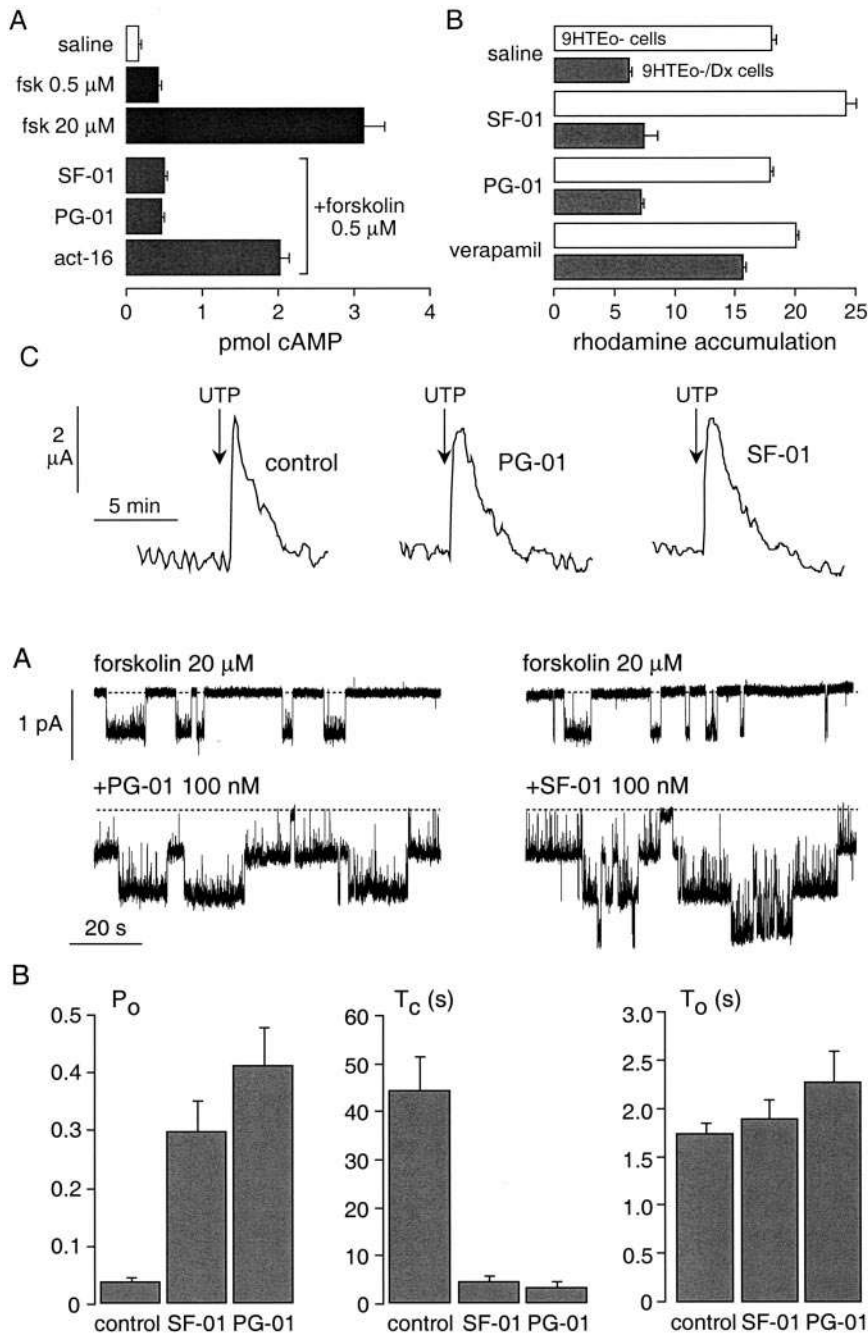 A
saline
fsk 0.5 μM
fsk 20 μM
SF-01
PG-01
act-16
+forskolin
0.5 μM
0 1 2 3 4
pmol cAMP
B
saline
SF-01
PG-01
verapamil
9HTEo- cells
9HTEo-/Dx cells
0 5 10 15 20 25
rhodamine accumulation
C
2
μA
5 min
UTP
control
UTP
PG-01
UTP
SF-01
A
forskolin 20 μM
forskolin 20 μM
1 pA
+PG-01 100 nM
+SF-01 100 nM
20 s
B
Po
0.5
0.4
0.3
0.2
0.1
0
control SF-01 PG-01
Tc (s)
60
50
40
30
20
10
0
control SF-01 PG-01
To (s)
3.0
2.5
2.0
1.5
1.0
0.5
0
control SF-01 PG-01